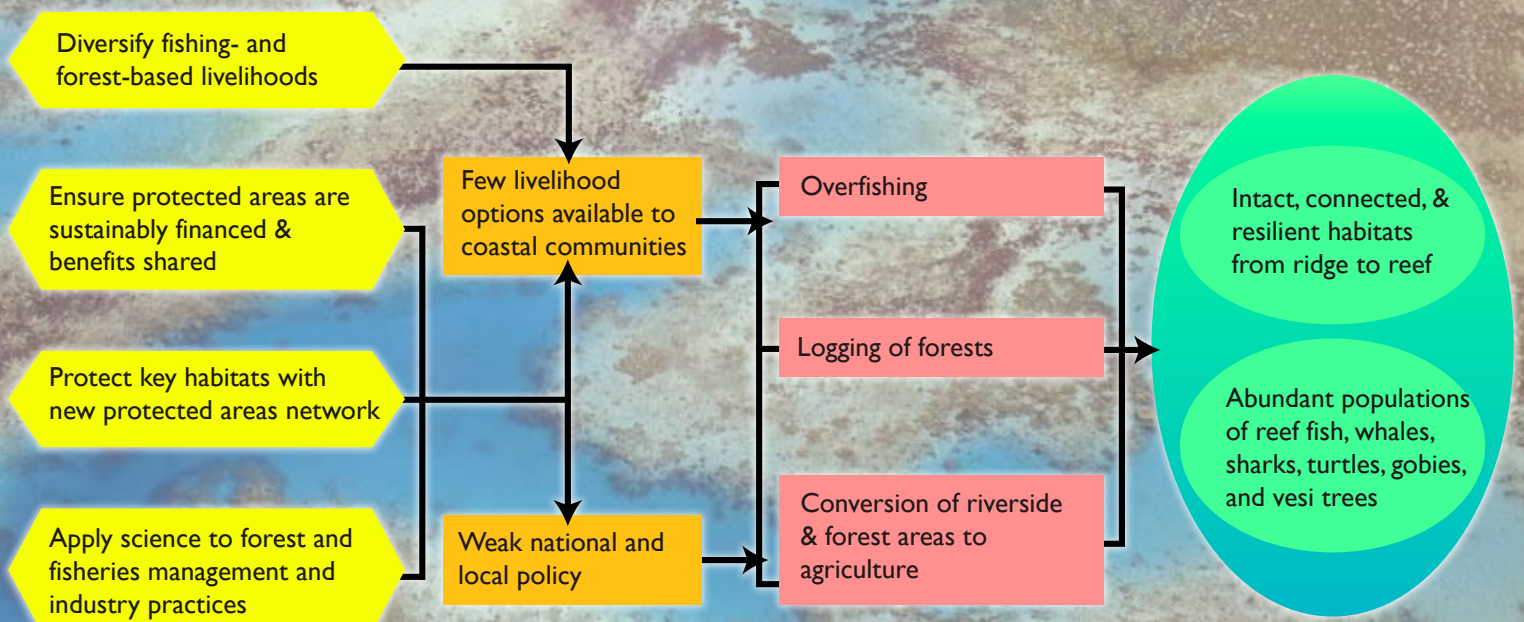 Diversify fishing- and
forest-based livelihoods
Ensure protected areas are
sustainably financed &
benefits shared
Protect key habitats with
new protected areas network
Apply science to forest and
fisheries management and
industry practices
Few livelihood
options available to
coastal communities
Weak national and
local policy
Overfishing
Logging of forests
Conversion of riverside
& forest areas to
agriculture
Intact, connected, &
resilient habitats
from ridge to reef
Abundant populations
of reef fish, whales,
sharks, turtles, gobies,
and vesi trees